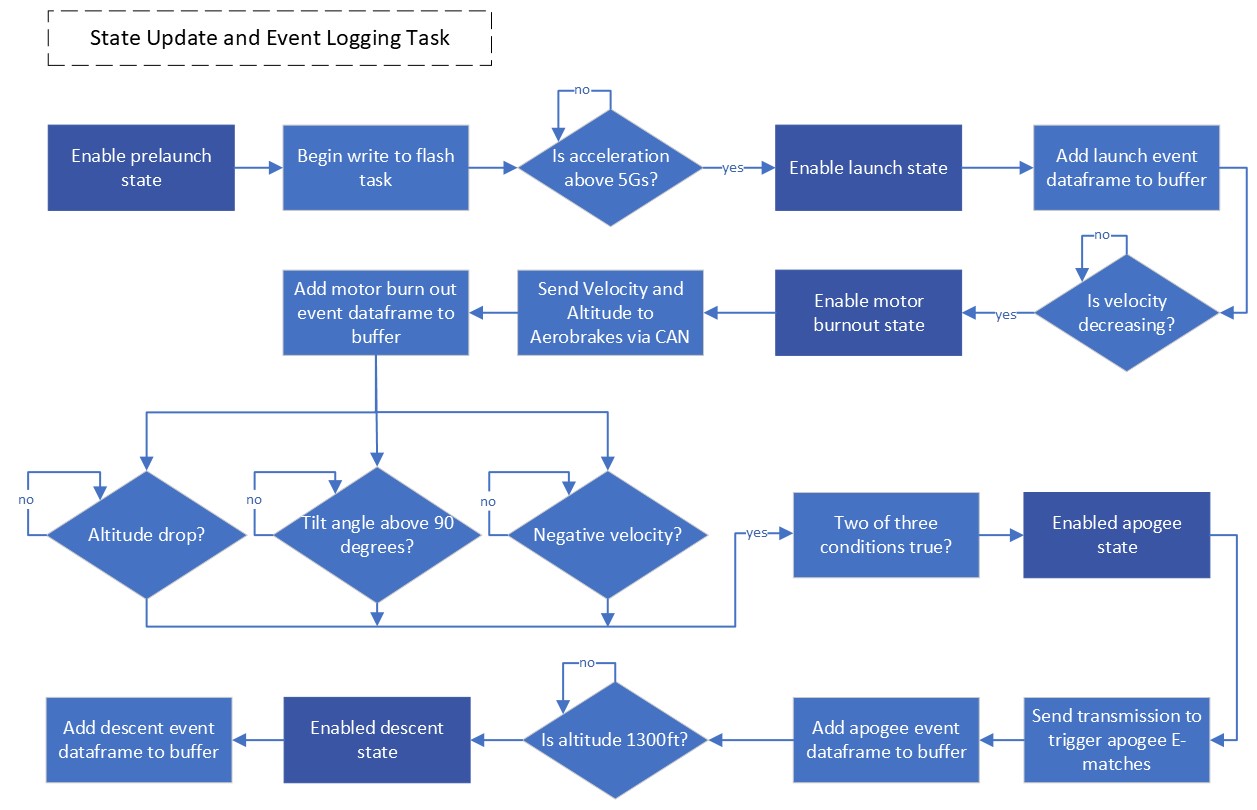 State Update and Event Logging Task
no
Enable prelaunch
state
Begin write to flash
task
Is acceleration
above 5Gs?
yes
Enable launch state
Add launch event
dataframe to buffer
no
Add motor burn out
event dataframe to
buffer
Send Velocity and
Altitude to
Aerobrakes via CAN
Enable motor
burnout state
yes
Is velocity
decreasing?
no
Altitude drop?
no
Tilt angle above 90
degrees?
no
Negative velocity?
yes
Two of three
conditions true?
Enabled apogee
state
no
Add descent event
dataframe to buffer
Enabled descent
state
Is altitude 1300ft?
Add apogee event
dataframe to buffer
Send transmission to
trigger apogee E-
matches